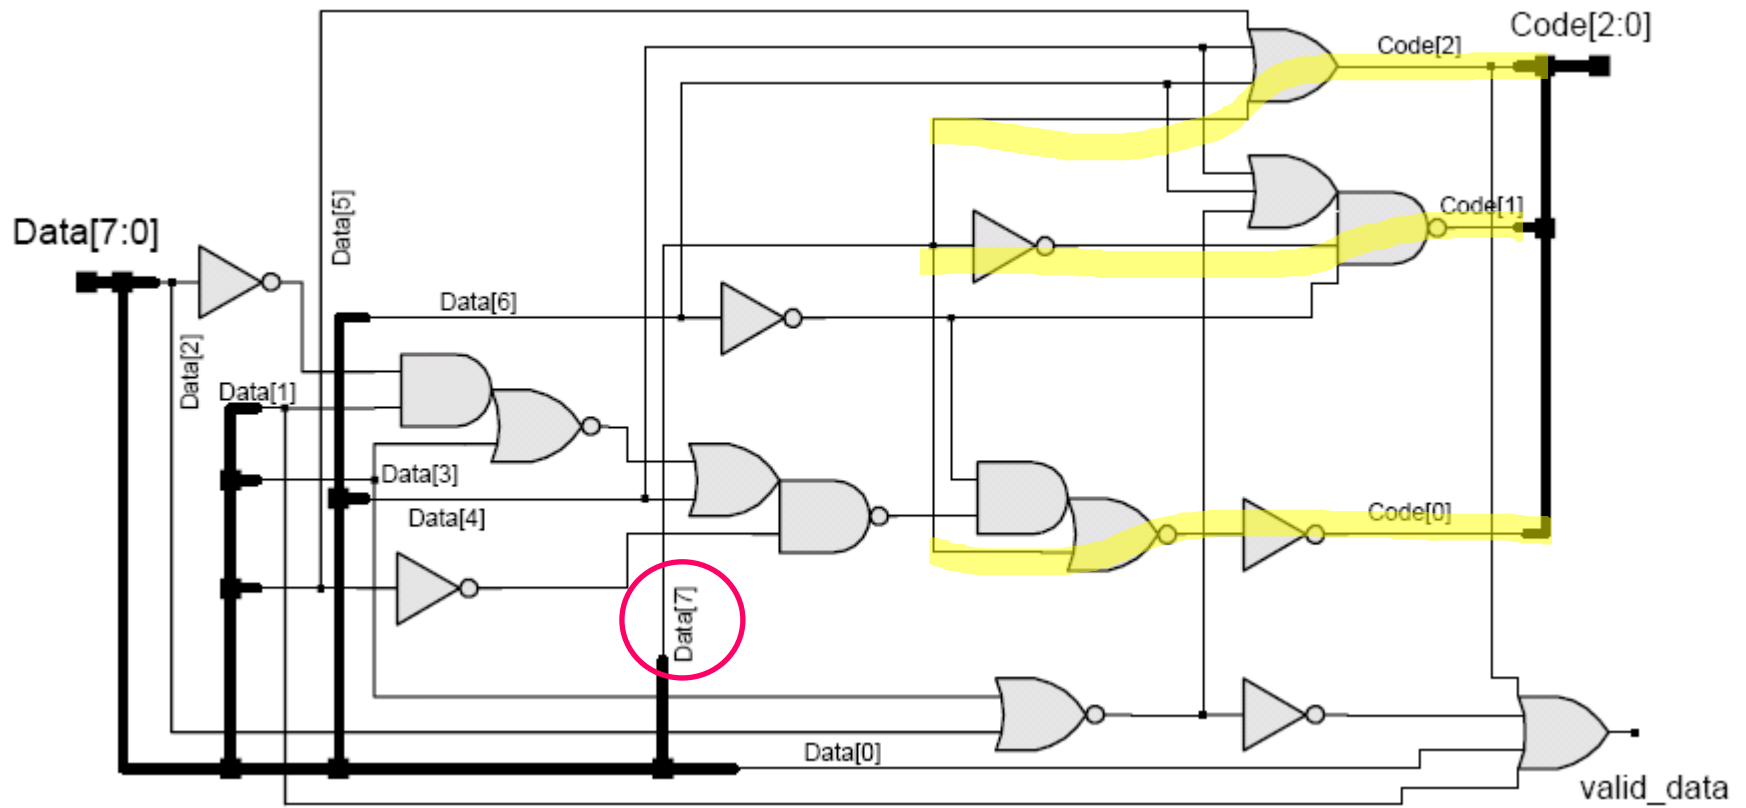 Code[2:0]
Code[2]
Data[5]
Code[1]
Data[7:0]
Data[6]
Data[2]
Data[1]
Data[3]
Data[4]
Code[0]
Data[7]
Data[0]
valid_data